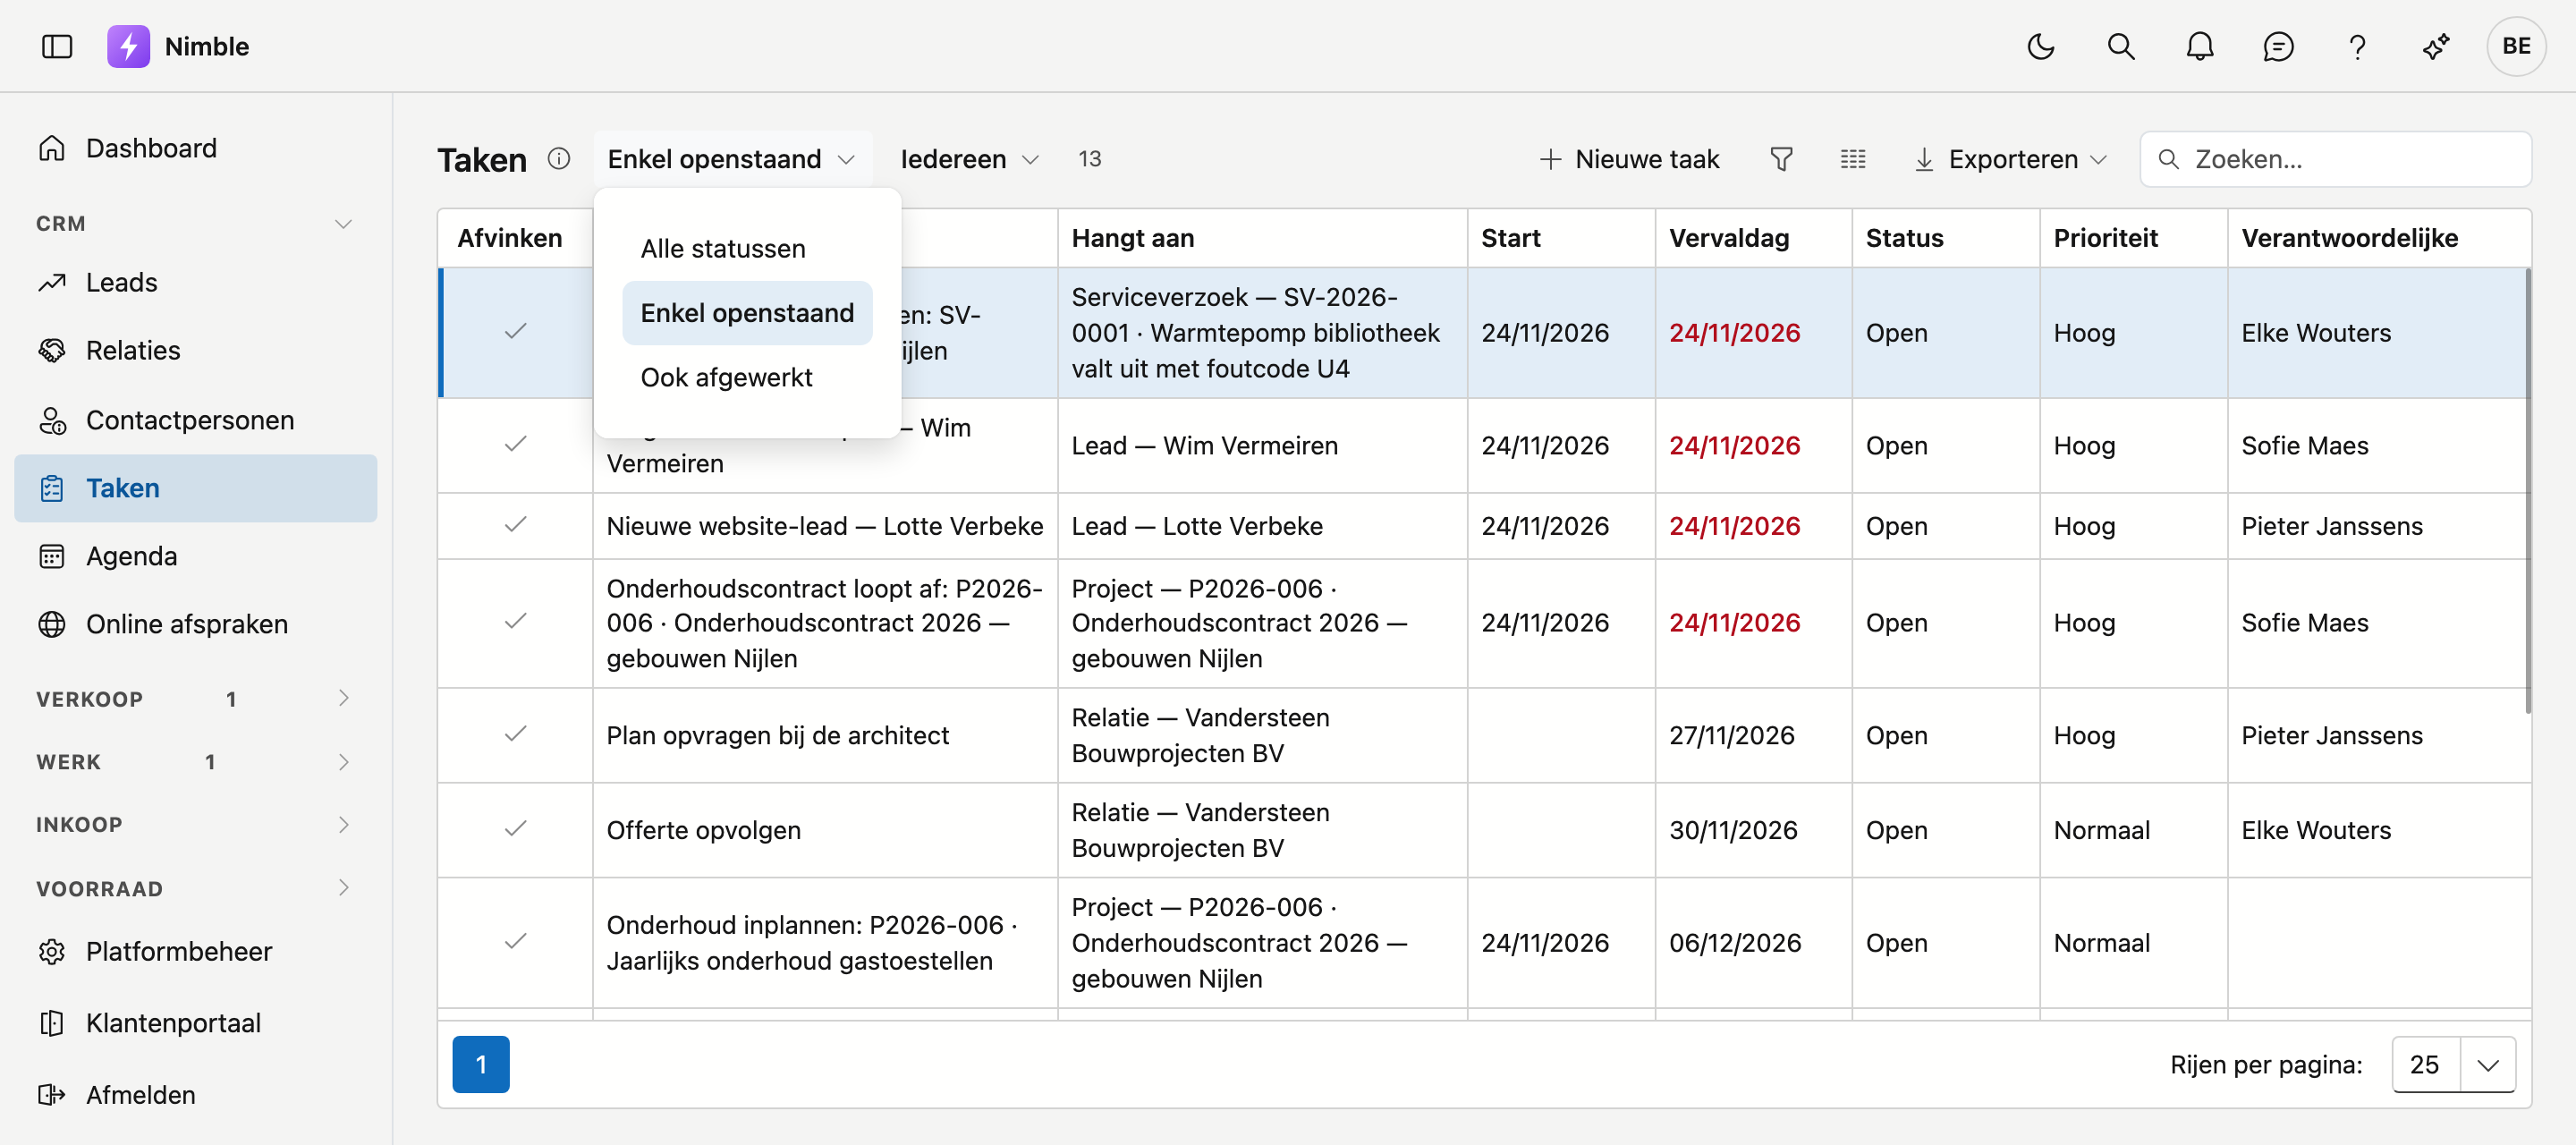 Nimble
BE
Dashboard
CRM
Leads
Relaties
Contactpersonen
Taken
Agenda
Online afspraken
VERKOOP 1
WERK 1
INKOOP
VOORRAAD
Platformbeheer
Klantenportaal
Afmelden
Taken Enkel openstaand Iedereen 13 Nieuwe taak Exporteren Zoeken...
Alle statussen
Enkel openstaand
Ook afgewerkt
Afvinken Hangt aan Start Vervaldag Status Prioriteit Verantwoordelijke
en: SV-
ijlen
Serviceverzoek — SV-2026-
0001 · Warmtepomp bibliotheek
valt uit met foutcode U4
24/11/2026 24/11/2026 Open Hoog Elke Wouters
– Wim
Vermeiren
Lead — Wim Vermeiren 24/11/2026 24/11/2026 Open Hoog Sofie Maes
Nieuwe website-lead — Lotte Verbeke Lead — Lotte Verbeke 24/11/2026 24/11/2026 Open Hoog Pieter Janssens
Onderhoudscontract loopt af: P2026-
006 · Onderhoudscontract 2026 —
gebouwen Nijlen
Project — P2026-006 ·
Onderhoudscontract 2026 —
gebouwen Nijlen
24/11/2026 24/11/2026 Open Hoog Sofie Maes
Plan opvragen bij de architect
Relatie — Vandersteen
Bouwprojecten BV
27/11/2026 Open Hoog Pieter Janssens
Offerte opvolgen
Relatie — Vandersteen
Bouwprojecten BV
30/11/2026 Open Normaal Elke Wouters
Onderhoud inplannen: P2026-006 ·
Jaarlijks onderhoud gastoestellen
Project — P2026-006 ·
Onderhoudscontract 2026 —
gebouwen Nijlen
24/11/2026 06/12/2026 Open Normaal
1
Rijen per pagina: 25